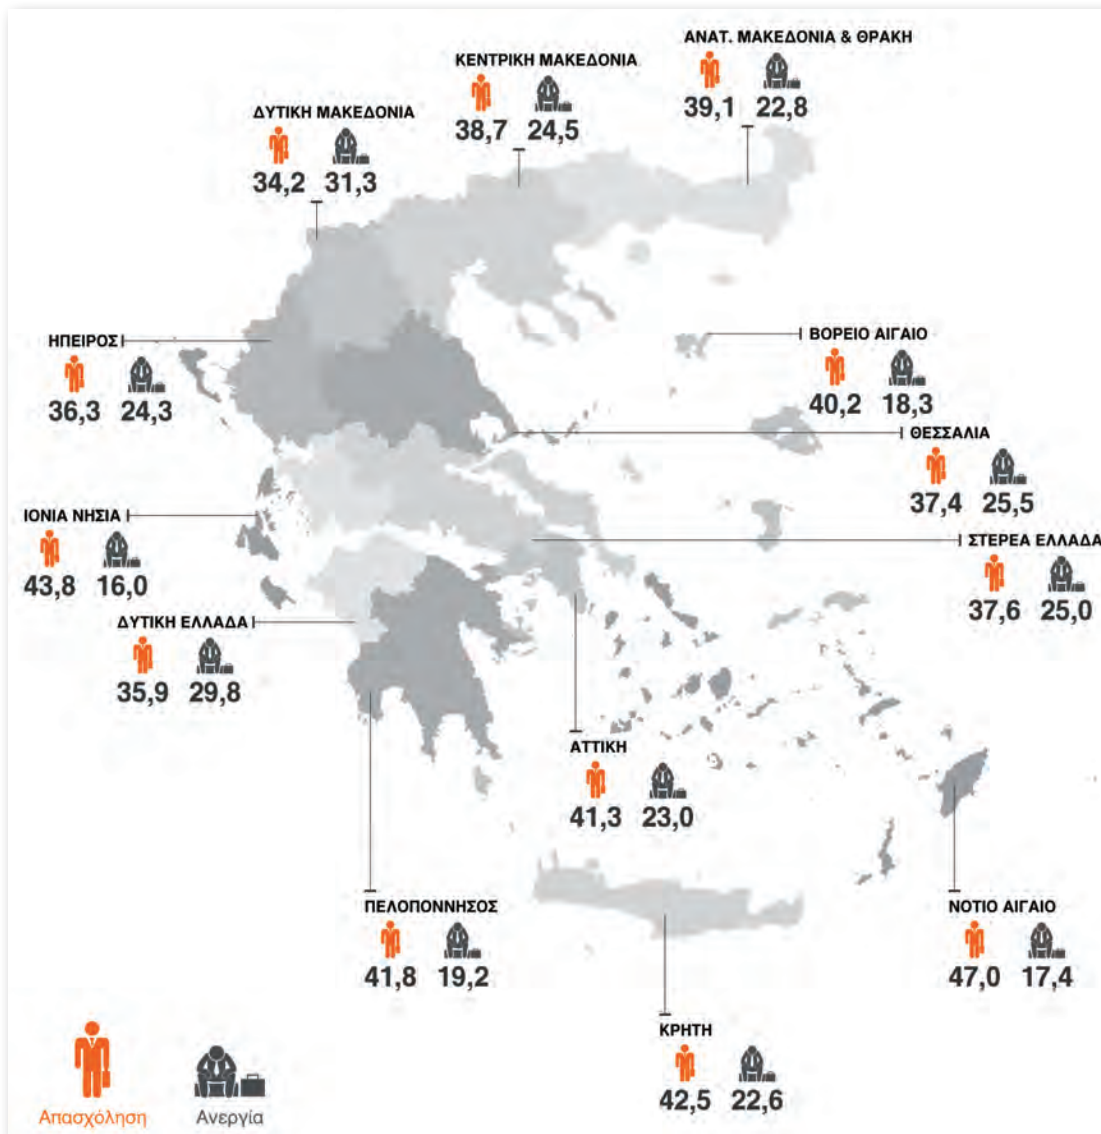 ΑΝΑΤ. ΜΑΚΕΔΟΝΙΑ & ΘΡΑΚΗ
39,1 22,8
ΚΕΝΤΡΙΚΗ ΜΑΚΕΔΟΝΙΑ
38,7 24,5
ΔΥΤΙΚΗ ΜΑΚΕΔΟΝΙΑ
34,2 31,3
ΗΠΕΙΡΟΣ
36,3 24,3
ΒΟΡΕΙΟ ΑΙΓΑΙΟ
40,2 18,3
ΘΕΣΣΑΛΙΑ
37,4 25,5
ΙΟΝΙΑ ΝΗΣΙΑ
43,8 16,0
ΣΤΕΡΕΑ ΕΛΛΑΔΑ
37,6 25,0
ΔΥΤΙΚΗ ΕΛΛΑΔΑ
35,9 29,8
ΑΤΤΙΚΗ
41,3 23,0
ΠΕΛΟΠΟΝΝΗΣΟΣ
41,8 19,2
ΝΟΤΙΟ ΑΙΓΑΙΟ
47,0 17,4
ΚΡΗΤΗ
42,5 22,6
Απασχόληση Ανεργία